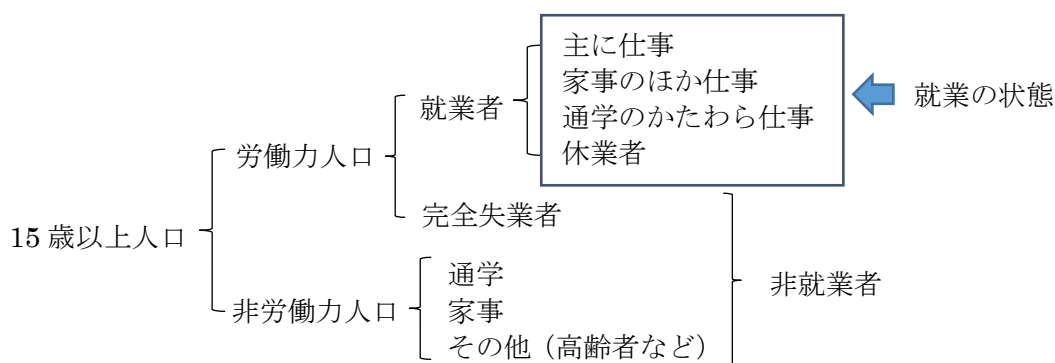 主に仕事
家事のほか仕事
通学のかたわら仕事
休業者
就業の状態
就業者
労働力人口
完全失業者
15歳以上人口
通学
非労働力人口
家事
その他（高齢者など）
非就業者